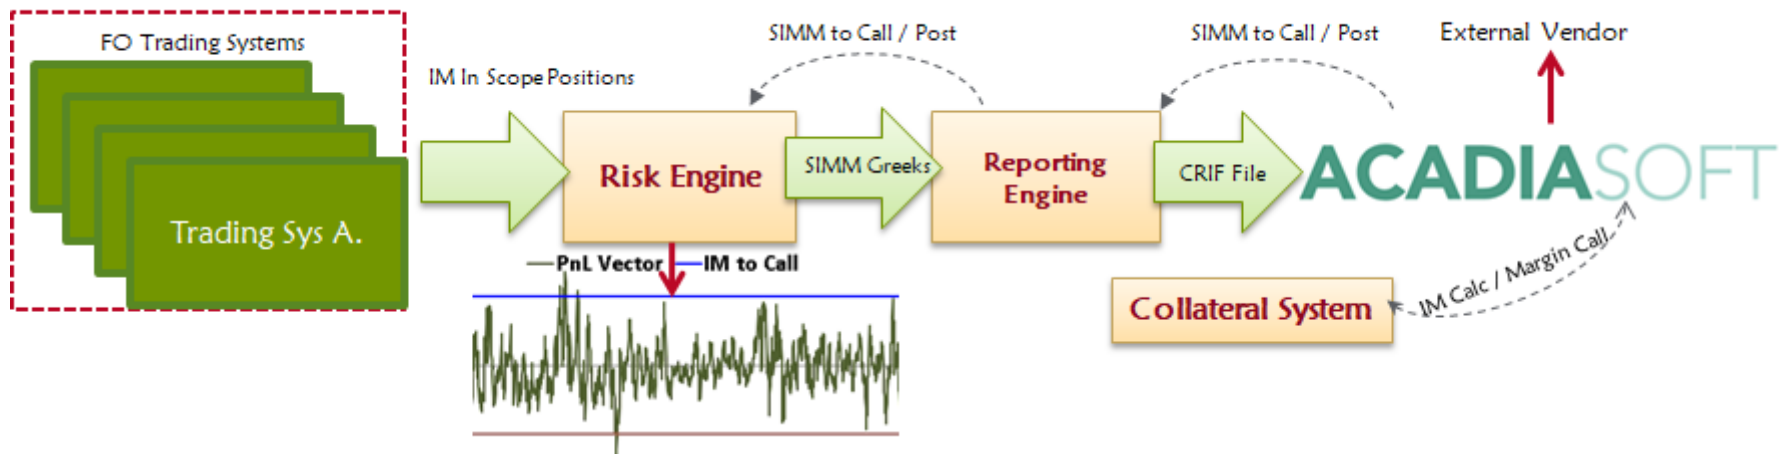 FO Trading Systems
Trading Sys A.
IM In Scope Positions
Risk Engine
SIMM to Call / Post
SIMM Greeks
Reporting
Engine
SIMM to Call / Post
CRIF File
External Vendor
ACADIASOFT
IM Calc / Margin Call
Collateral System
PnL Vector
IM to Call